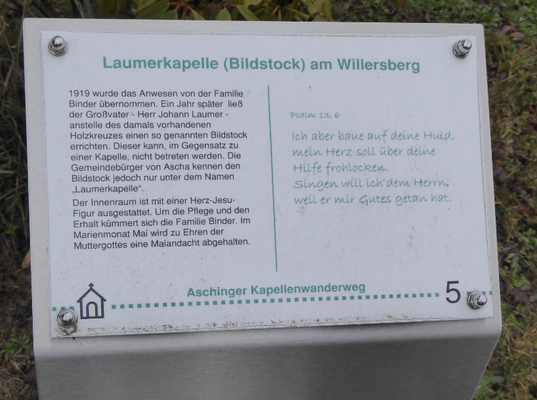 Laumerkapelle (Bildstock) am Willersberg
1919 wurde das Anwesen von der Familie
Binder übernommen. Ein Jahr später ließ
der Großvater - Herr Johann Laumer -
anstelle des damals vorhandenen
Holzkreuzes einen so genannten Bildstock
errichten. Dieser kann, im Gegensatz zu
einer Kapelle, nicht betreten werden. Die
Gemeindebürger von Ascha kennen den
Bildstock jedoch nur unter dem Namen
„Laumerkapelle“.
Der Innenraum ist mit einer Herz-Jesu-
Figur ausgestattet. Um die Pflege und den
Erhalt kümmert sich die Familie Binder. Im
Marienmonat Mai wird zu Ehren der
Muttergottes eine Maiandacht abgehalten.
Psalm 13, 6
Ich aber baue auf deine Huld,
mein Herz soll über deine
Hilfe frohlocken.
Singen will ich dem Herrn,
weil er mir Gutes getan hat.
Aschinger Kapellenwanderweg
5